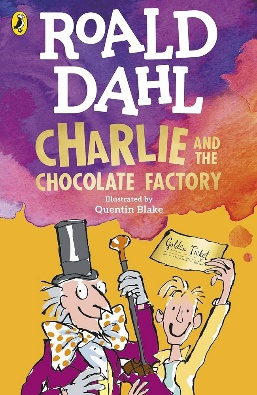 ROALD
DAHL
CHARLIE AND THE
CHOCOLATE FACTORY
Illustrated by
Quentin Blake
Golden Ticket